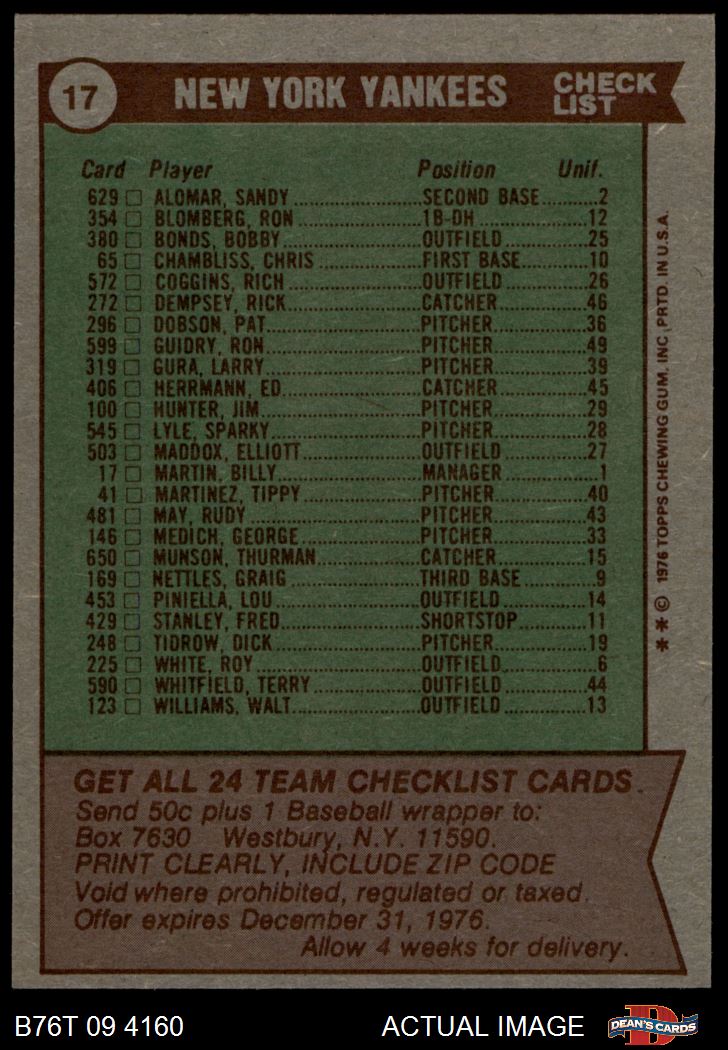 17 NEW YORK YANKEES CHECK LIST
Card Player Position Unif.
629 ALOMAR, SANDY SECOND BASE 2
354 BLOMBERG, RON 1B-DH 12
380 BONDS, BOBBY OUTFIELD 25
65 CHAMBLISS, CHRIS FIRST BASE 10
572 COGGINS, RICH OUTFIELD 26
272 DEMPSEY, RICK CATCHER 46
296 DOBSON, PAT PITCHER 36
599 GUIDRY, RON PITCHER 49
319 GURA, LARRY PITCHER 39
406 HERRMANN, ED CATCHER 45
100 HUNTER, JIM PITCHER 29
545 LYLE, SPARKY PITCHER 28
503 MADDOX, ELLIOTT OUTFIELD 27
17 MARTIN, BILLY MANAGER 1
41 MARTINEZ, TIPPY PITCHER 40
481 MAY, RUDY PITCHER 43
146 MEDICH, GEORGE PITCHER 33
650 MUNSON, THURMAN CATCHER 15
169 NETTLES, GRAIG THIRD BASE 9
453 PINIELLA, LOU OUTFIELD 14
429 STANLEY, FRED SHORTSTOP 11
248 TIDROW, DICK PITCHER 19
225 WHITE, ROY OUTFIELD 6
590 WHITFIELD, TERRY OUTFIELD 44
123 WILLIAMS, WALT OUTFIELD 13
* * © 1976 TOPPS CHEWING GUM, INC. PRTD. IN U.S.A.
GET ALL 24 TEAM CHECKLIST CARDS.
Send 50c plus 1 Baseball wrapper to:
Box 7630 Westbury, N.Y. 11590.
PRINT CLEARLY, INCLUDE ZIP CODE
Void where prohibited, regulated or taxed.
Offer expires December 31, 1976.
Allow 4 weeks for delivery.
B76T 09 4160 ACTUAL IMAGE DEAN'S CARDS